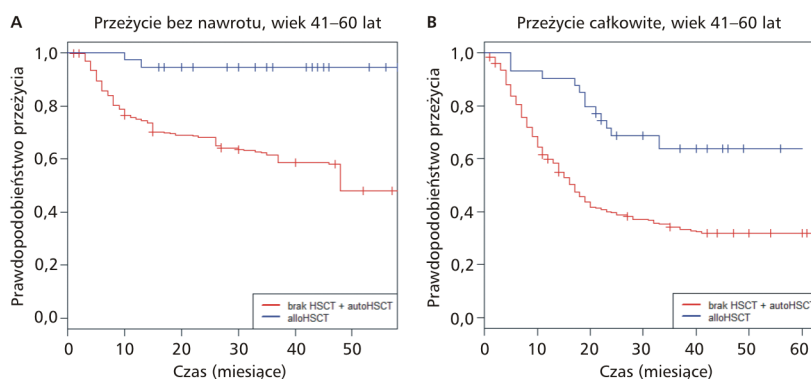 A Przeżycie bez nawrotu, wiek 41–60 lat
Prawdopodobieństwo przeżycia
1,0
0,8
0,6
0,4
0,2
0,0
brak HSCT + autoHSCT
alloHSCT
0 10 20 30 40 50
Czas (miesiące)
B Przeżycie całkowite, wiek 41–60 lat
Prawdopodobieństwo przeżycia
1,0
0,8
0,6
0,4
0,2
0,0
brak HSCT + autoHSCT
alloHSCT
0 10 20 30 40 50 60
Czas (miesiące)